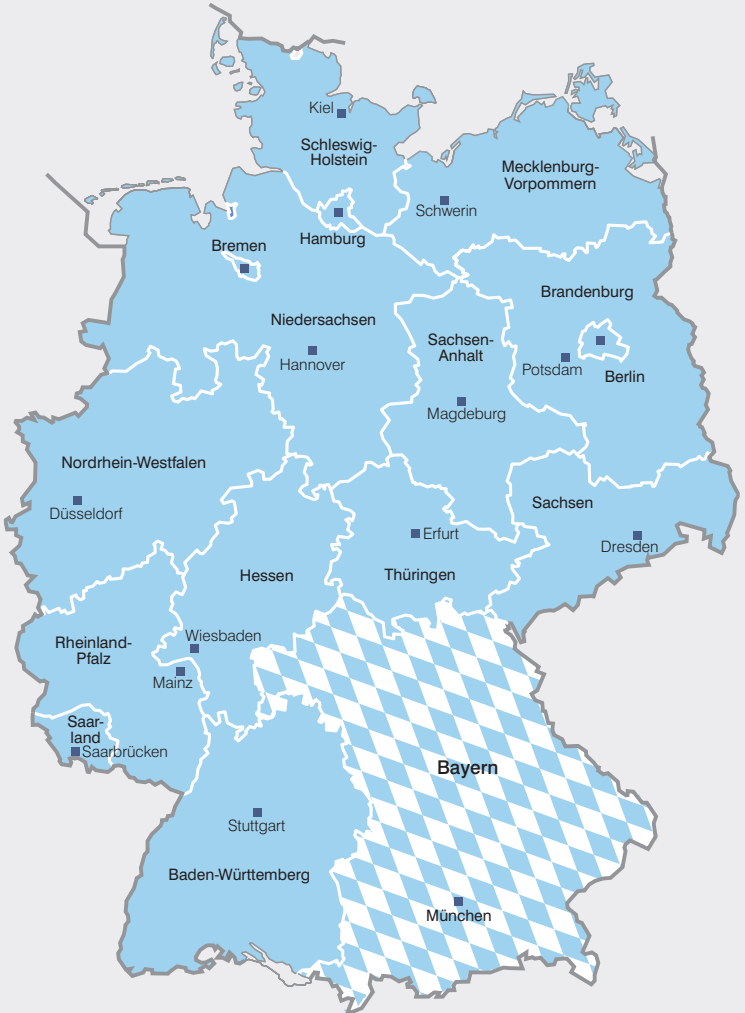 Kiel
Schleswig-
Holstein
Mecklenburg-
Vorpommern
Schwerin
Hamburg
Bremen
Brandenburg
Niedersachsen
Sachsen-
Anhalt
Hannover
Potsdam
Berlin
Magdeburg
Nordrhein-Westfalen
Düsseldorf
Sachsen
Erfurt
Dresden
Hessen
Thüringen
Rheinland-
Pfalz
Wiesbaden
Mainz
Saar-
land
Saarbrücken
Bayern
Stuttgart
Baden-Württemberg
München